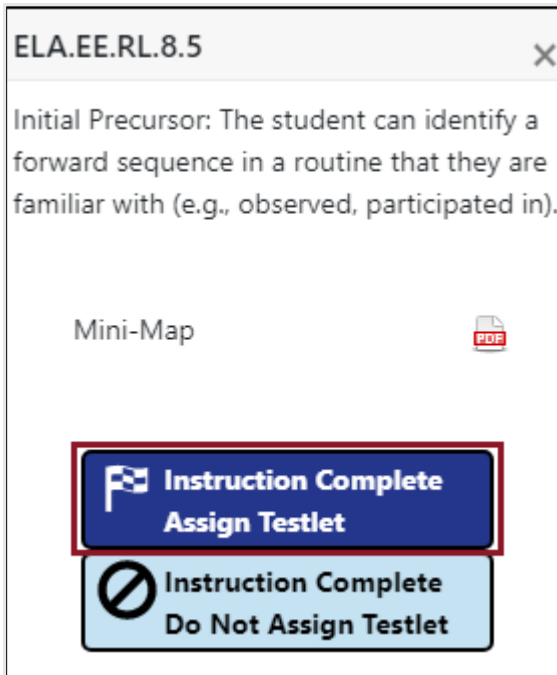 ELA.EE.RL.8.5
Initial Precursor: The student can identify a
forward sequence in a routine that they are
familiar with (e.g., observed, participated in).
Mini-Map
PDF
Instruction Complete
Assign Testlet
Instruction Complete
Do Not Assign Testlet